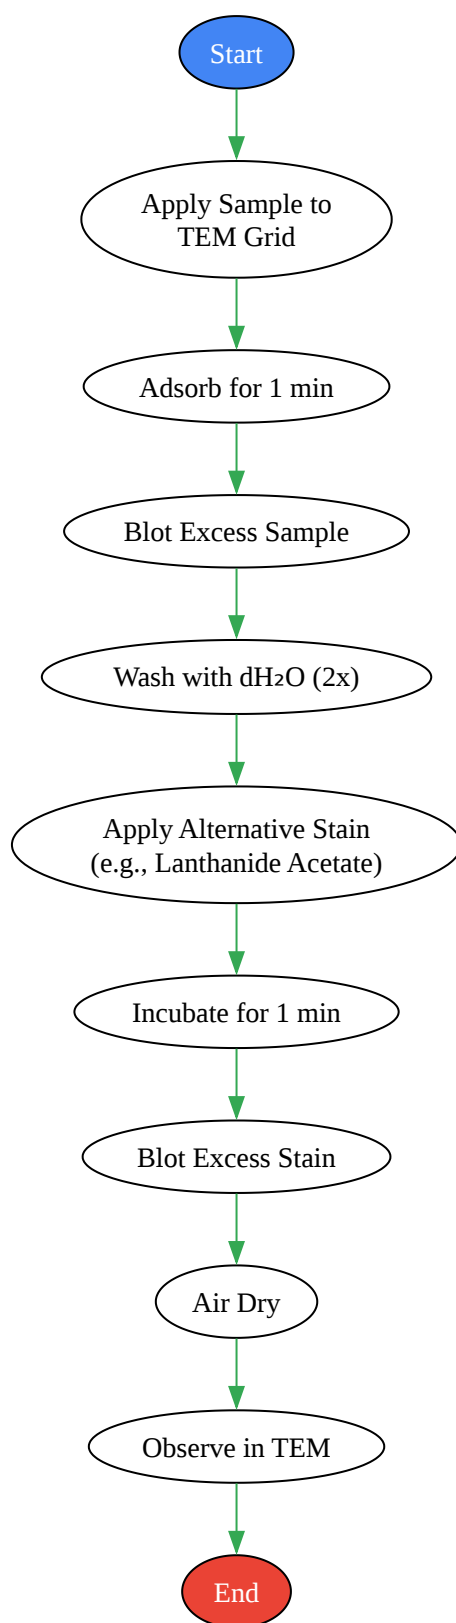 Start
Apply Sample to
TEM Grid
Adsorb for 1 min
Blot Excess Sample
Wash with dH₂O (2x)
Apply Alternative Stain
(e.g., Lanthanide Acetate)
Incubate for 1 min
Blot Excess Stain
Air Dry
Observe in TEM
End